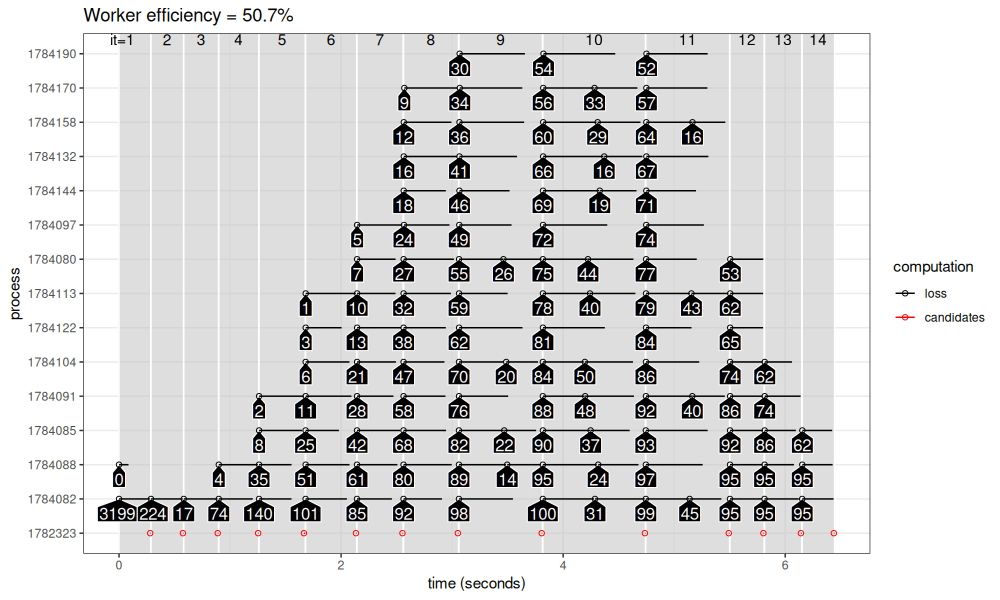 Worker efficiency = 50.7%
it=1 2 3 4 5 6 7 8 9 10 11 12 13 14
1784190 30 54 52
1784170 9 34 56 33 57
1784158 12 36 60 29 64 16
1784132 16 41 66 16 67
1784144 18 46 69 19 71
1784097 5 24 49 72 74
1784080 7 27 55 26 75 44 77 53
1784113 1 10 32 59 78 40 79 43 62
1784122 3 13 38 62 81 84 65
1784104 6 21 47 70 20 84 50 86 74 62
1784091 2 11 28 58 76 88 48 92 40 86 74
1784085 8 25 42 68 82 22 90 37 93 92 86 62
1784088 0 4 35 51 61 80 89 14 95 24 97 95 95 95
1784082 3199 224 17 74 140 101 85 92 98 100 31 99 45 95 95 95
1782323
0 2 4 6
time (seconds)
process
computation
loss
candidates